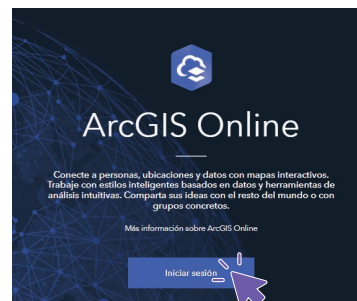 ArcGIS Online
Conecte a personas, ubicaciones y datos con mapas interactivos.
Trabaje con estilos inteligentes basados en datos y herramientas de
análisis intuitivas. Comparta sus ideas con el resto del mundo o con
grupos concretos.
Más información sobre ArcGIS Online
Iniciar sesión